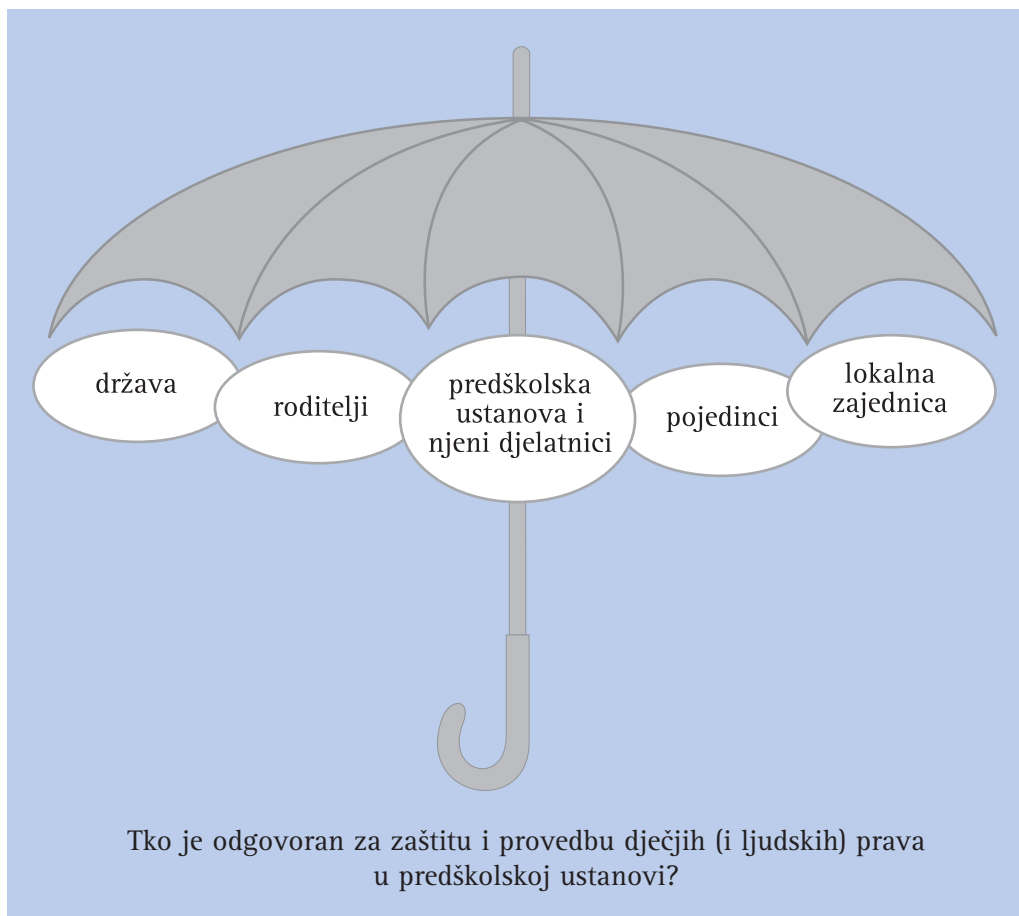 država
roditelji
predškolska
ustanova i
njeni djelatnici
pojedinci
lokalna
zajednica
Tko je odgovoran za zaštitu i provedbu dječjih (i ljudskih) prava
u predškolskoj ustanovi?